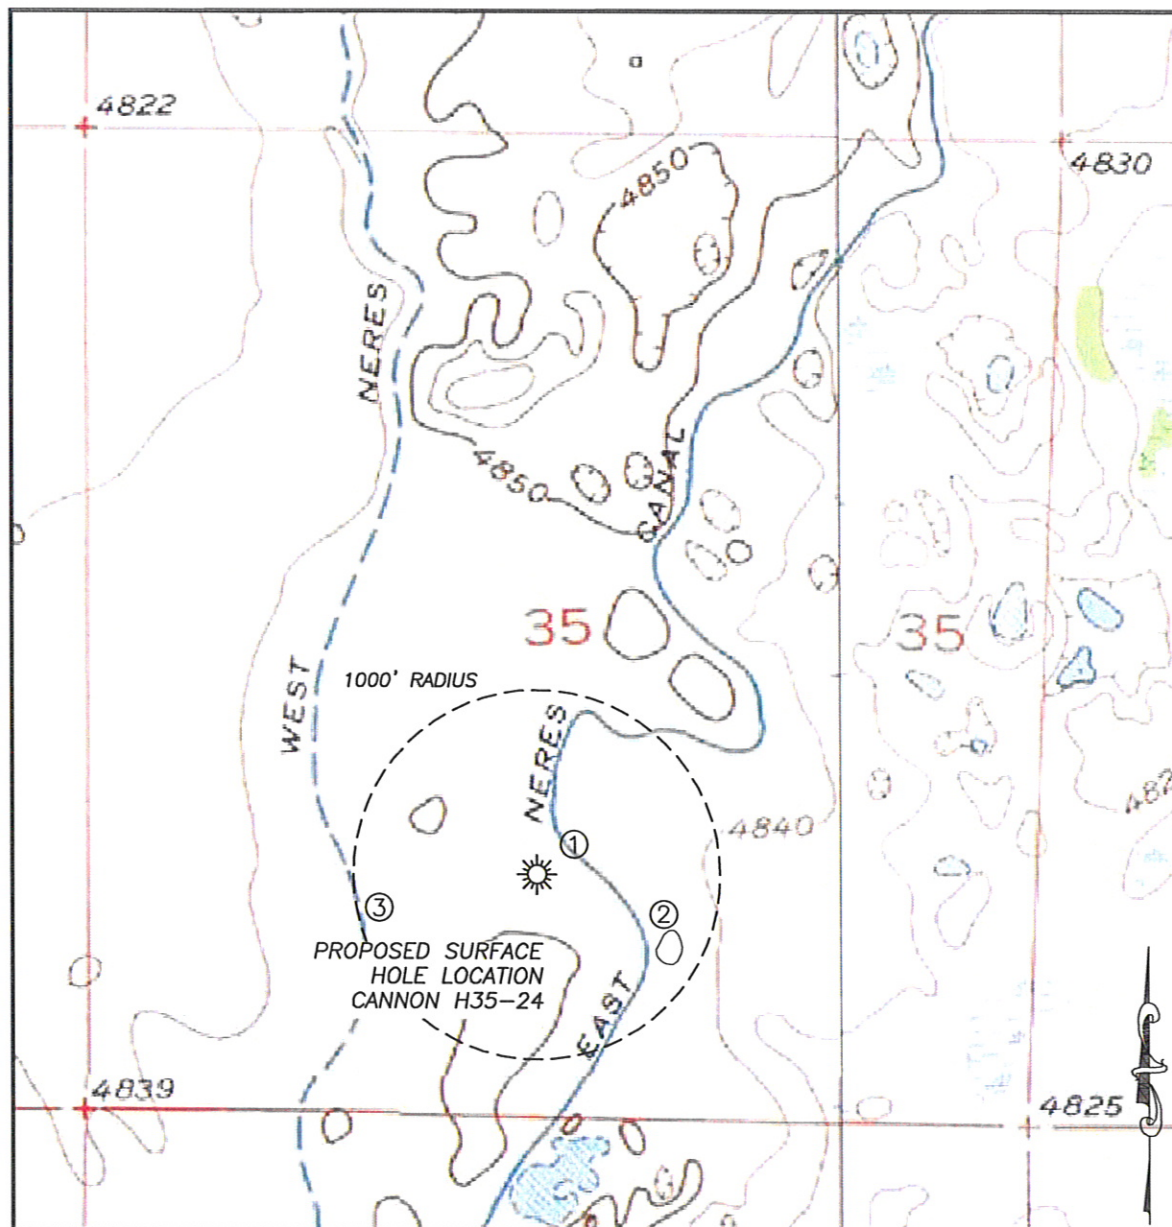 4822
4830
4850
NERES
4850
CANAL
35
35
WEST
1000' RADIUS
NERES
4840
①
②
③
PROPOSED SURFACE
HOLE LOCATION
CANNON H35-24
EAST
4839
4825